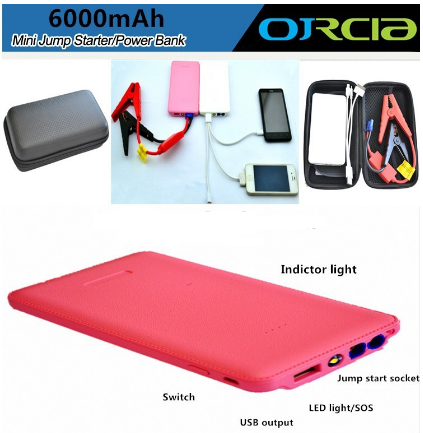 6000mAh
Mini Jump Starter/Power Bank
ORCIA
Indictor light
Jump start socket
Switch
LED light/SOS
USB output